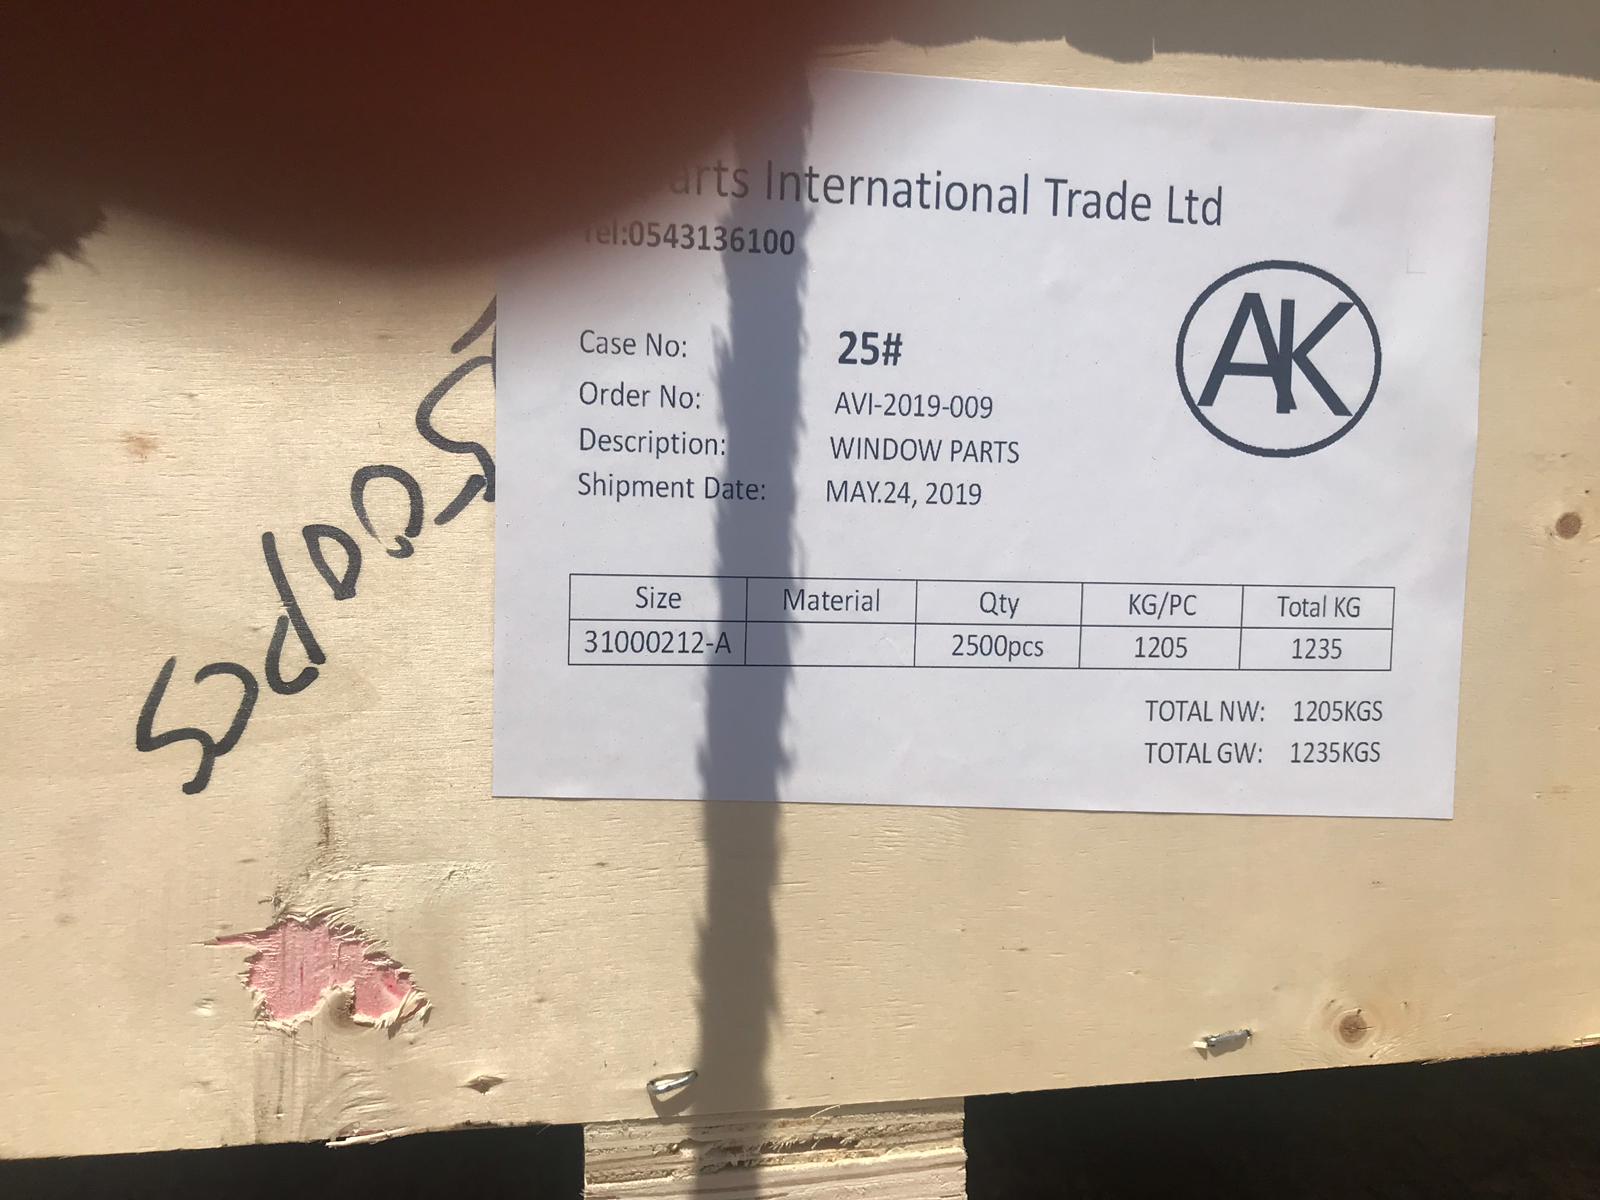 International Trade Ltd
Tel:0543136100
AK
Case No: 25#
Order No: AVI-2019-009
Description: WINDOW PARTS
Shipment Date: MAY.24, 2019
Size Material Qty KG/PC Total KG
31000212-A 2500pcs 1205 1235
TOTAL NW: 1205KGS
TOTAL GW: 1235KGS
500pcs